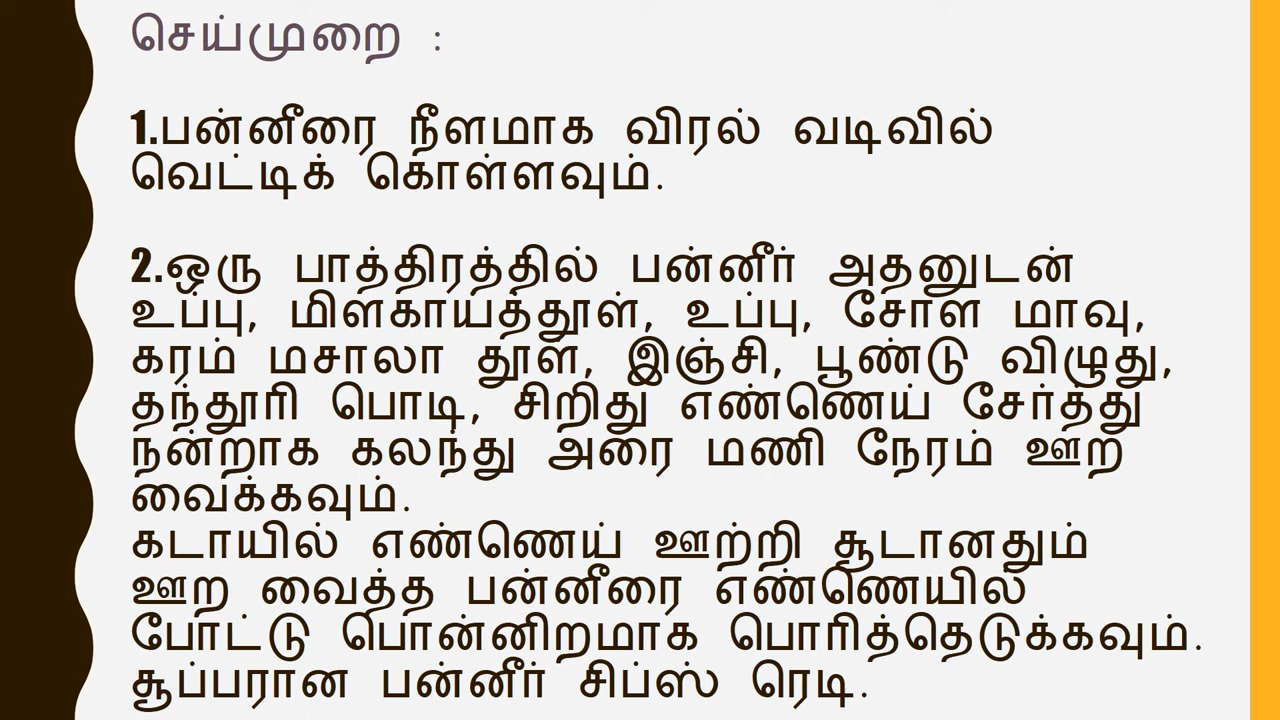 செய்முறை :
1.பன்னீரை நீளமாக விரல் வடிவில்
வெட்டிக் கொள்ளவும்.
2.ஒரு பாத்திரத்தில் பன்னீர் அதனுடன்
உப்பு, மிளகாய்த்தூள், உப்பு, சோள மாவு,
கரம் மசாலா தூள், இஞ்சி, பூண்டு விழுது,
தந்தூரி பொடி, சிறிது எண்ணெய் சேர்த்து
நன்றாக கலந்து அரை மணி நேரம் ஊற
வைக்கவும்.
கடாயில் எண்ணெய் ஊற்றி சூடானதும்
ஊற வைத்த பன்னீரை எண்ணெயில்
போட்டு பொன்னிறமாக பொரித்தெடுக்கவும்.
சூப்பரான பன்னீர் சிப்ஸ் ரெடி.